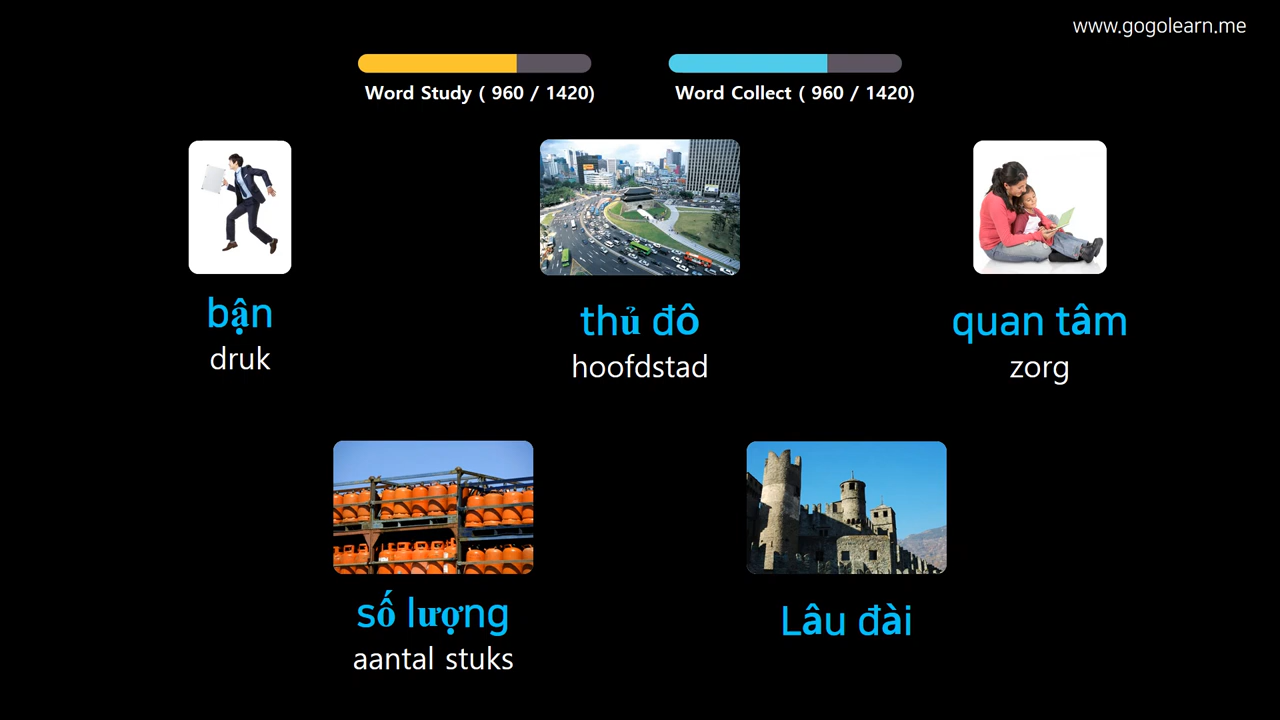 www.gogolearn.me
Word Study ( 960 / 1420)
Word Collect ( 960 / 1420)
bận
druk
thủ đô
hoofdstad
quan tâm
zorg
số lượng
aantal stuks
Lâu đài